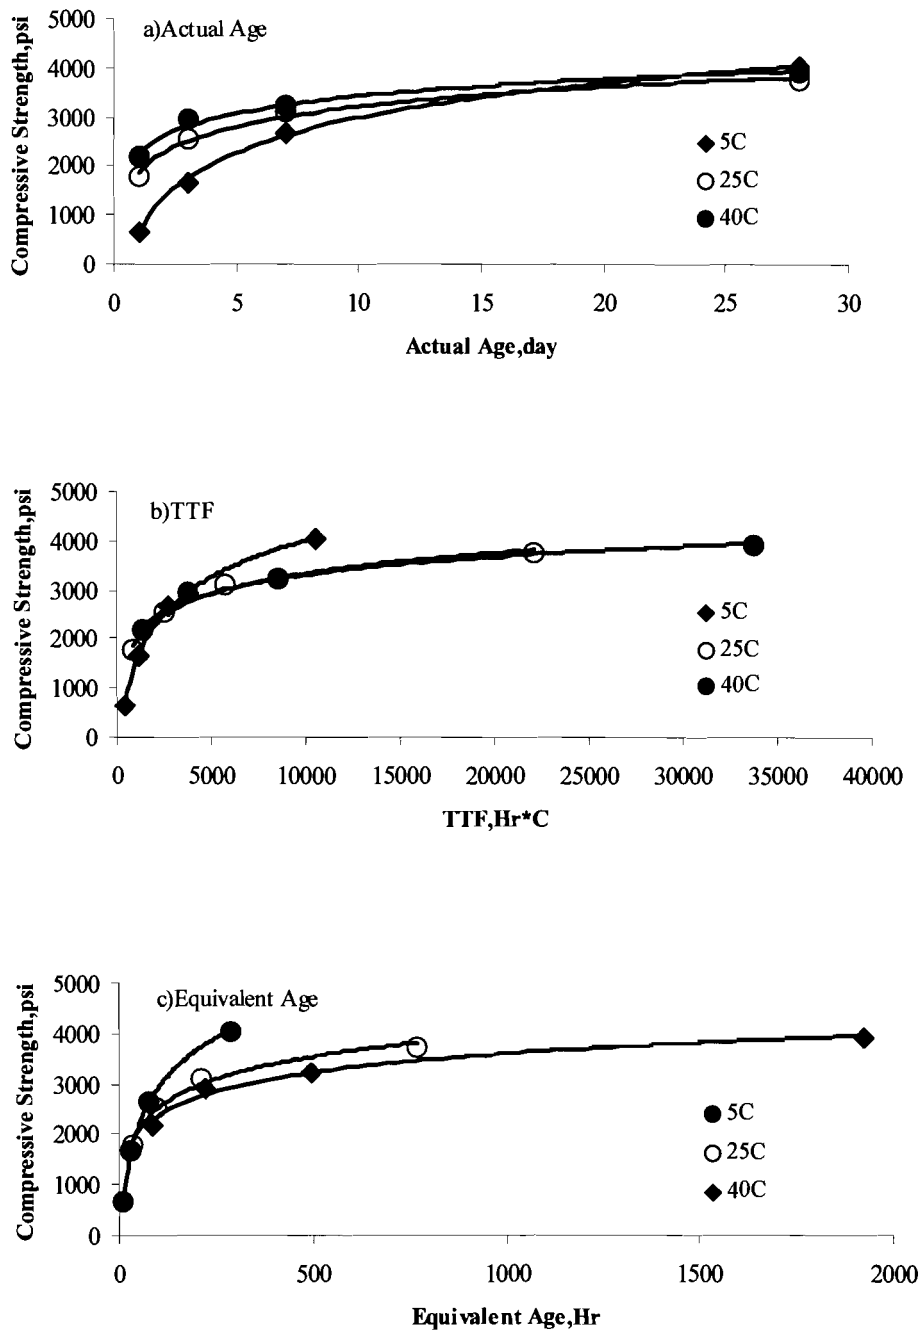 a)Actual Age
Compressive Strength,psi
5000
4000
3000
2000
1000
0
5C
25C
40C
0 5 10 15 20 25 30
Actual Age,day
b)TTF
Compressive Strength,psi
5000
4000
3000
2000
1000
0
5C
25C
40C
0 5000 10000 15000 20000 25000 30000 35000 40000
TTF,Hr*C
c)Equivalent Age
Compressive Strength,psi
5000
4000
3000
2000
1000
0
5C
25C
40C
0 500 1000 1500 2000
Equivalent Age,Hr